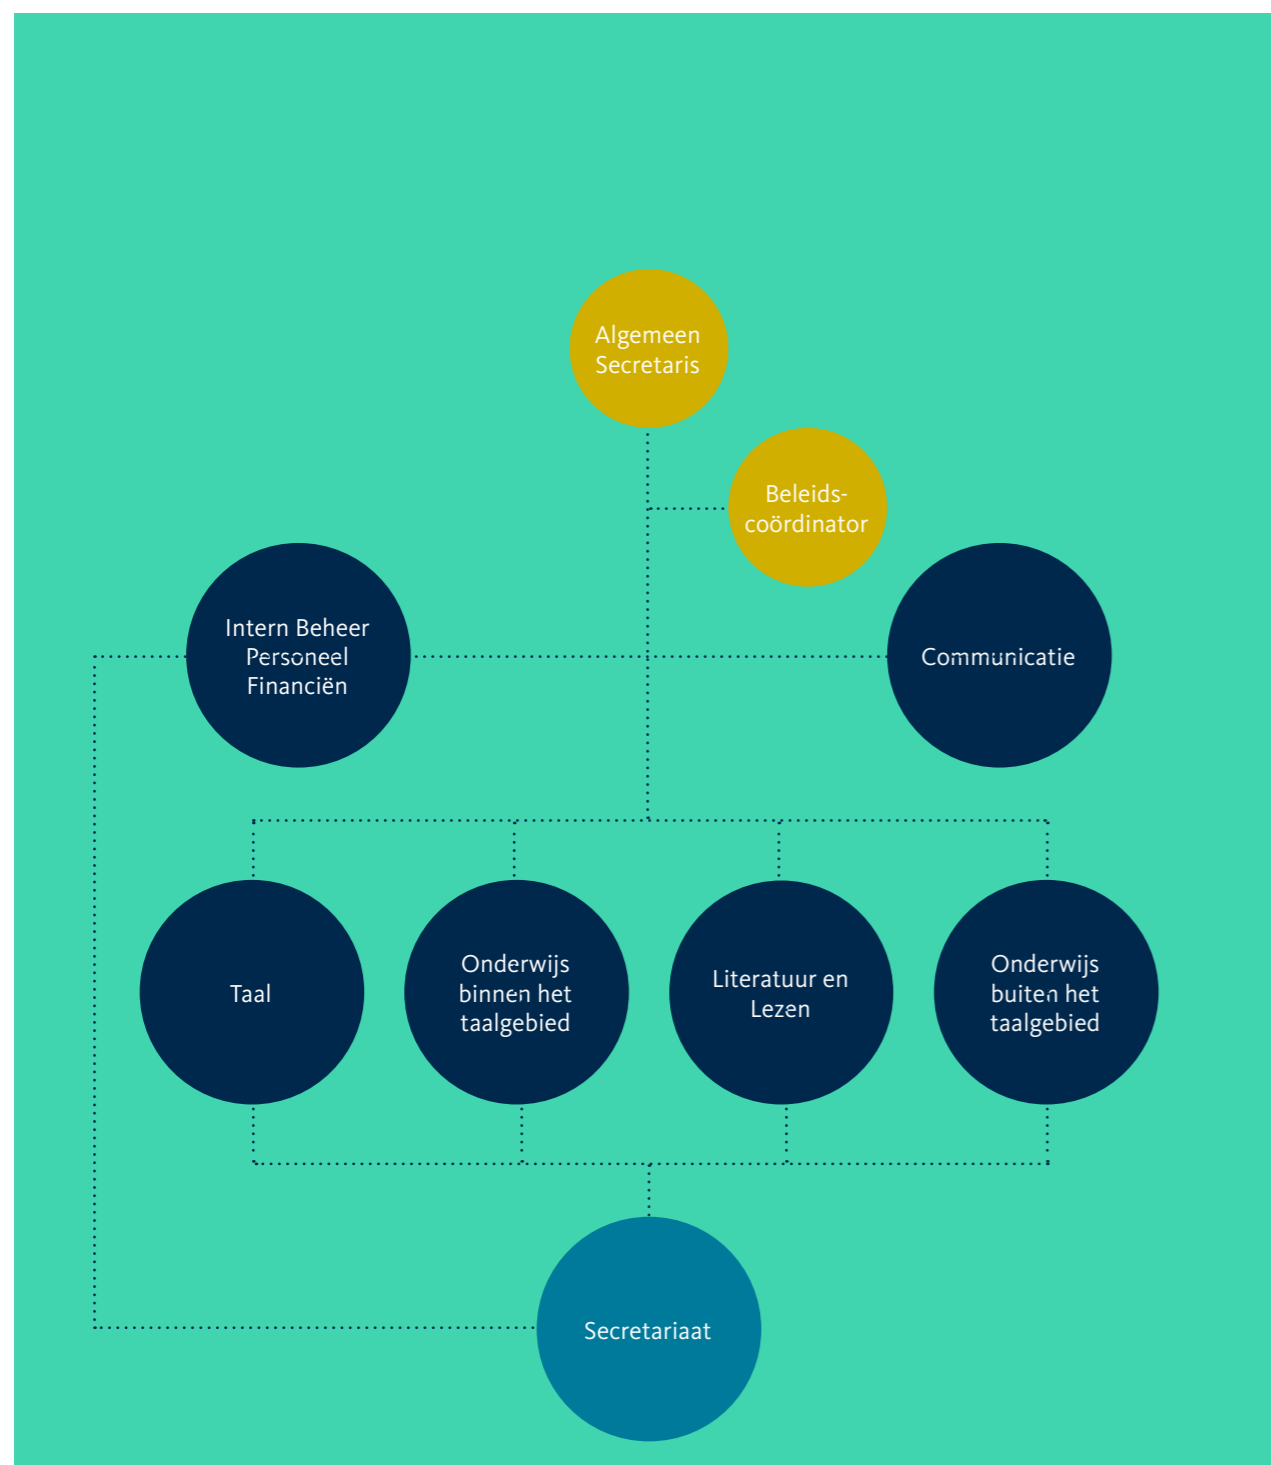 Algemeen
Secretaris
Beleids-
coördinator
Intern Beheer
Personeel
Financiën
Communicatie
Taal
Onderwijs
binnen het
taalgebied
Literatuur en
Lezen
Onderwijs
buiten het
taalgebied
Secretariaat